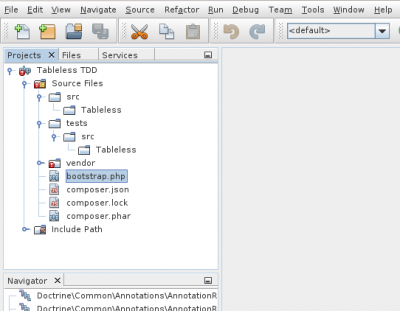 File Edit View Navigate Source Refactor Run Debug Team Tools Window
<default>
Projects Files Services
Tableless TDD
Source Files
src
Tableless
tests
src
Tableless
vendor
bootstrap.php
composer.json
composer.lock
composer.phar
Include Path
Navigator
Doctrine\Common\Annotations\AnnotationR
Doctrine\Common\Annotations\AnnotationR